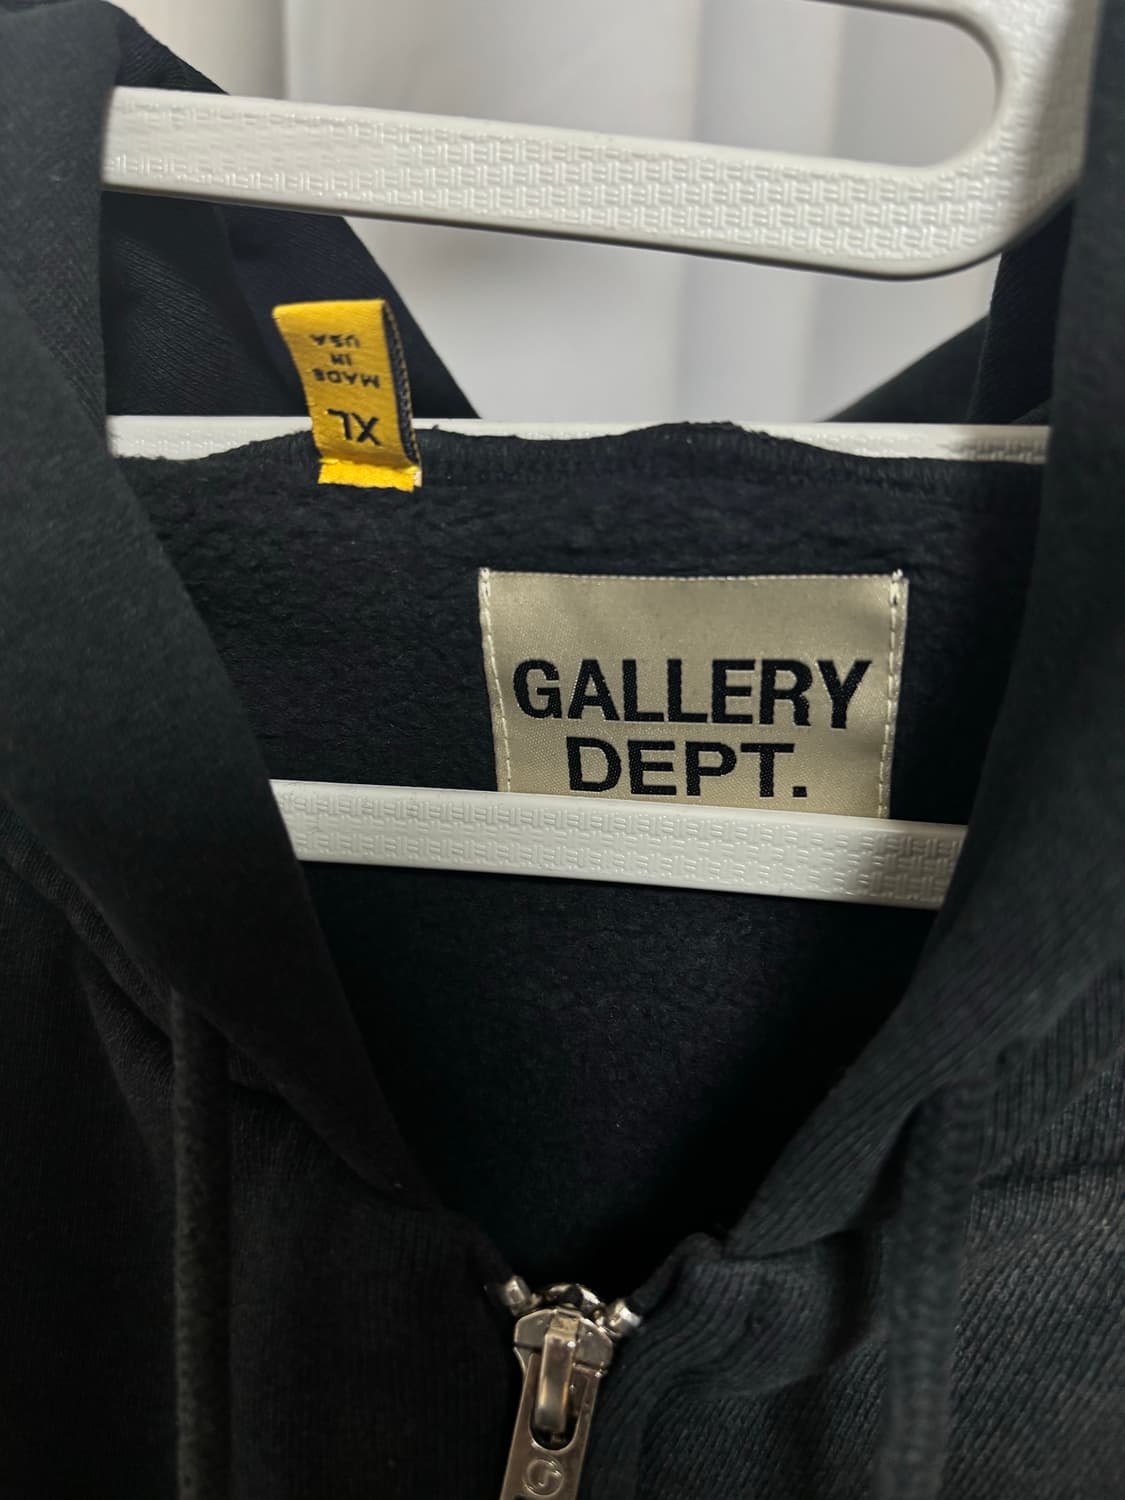 XL
MADE
IN
USA
GALLERY
DEPT.